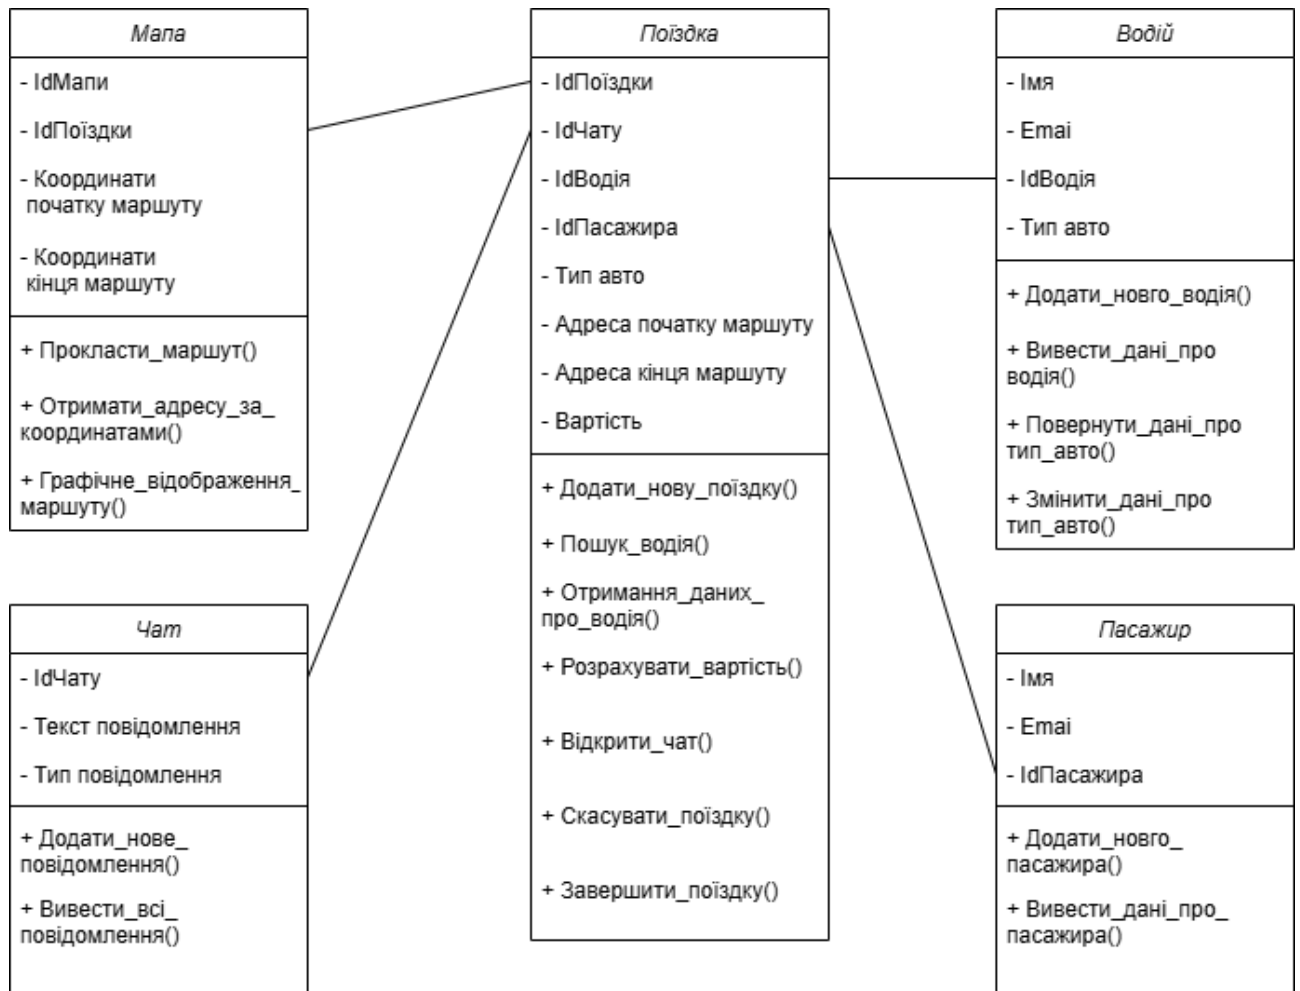 Мапа
- IdМапи
- IdПоїздки
- Координати
початку маршуту
- Координати
кінця маршуту
+ Прокласти_маршут()
+ Отримати_адресу_за_
координатами()
+ Графічне_відображення_
маршуту()
Чат
- IdЧату
- Текст повідомлення
- Тип повідомлення
+ Додати_нове_
повідомлення()
+ Вивести_всі_
повідомлення()
Поїздка
- IdПоїздки
- IdЧату
- IdВодія
- IdПасажира
- Тип авто
- Адреса початку маршуту
- Адреса кінця маршуту
- Вартість
+ Додати_нову_поїздку()
+ Пошук_водія()
+ Отримання_даних_
про_водія()
+ Розрахувати_вартість()
+ Відкрити_чат()
+ Скасувати_поїздку()
+ Завершити_поїздку()
Водій
- Імя
- Emai
- IdВодія
- Тип авто
+ Додати_новго_водія()
+ Вивести_дані_про
водія()
+ Повернути_дані_про
тип_авто()
+ Змінити_дані_про
тип_авто()
Пасажир
- Імя
- Emai
- IdПасажира
+ Додати_новго_
пасажира()
+ Вивести_дані_про_
пасажира()